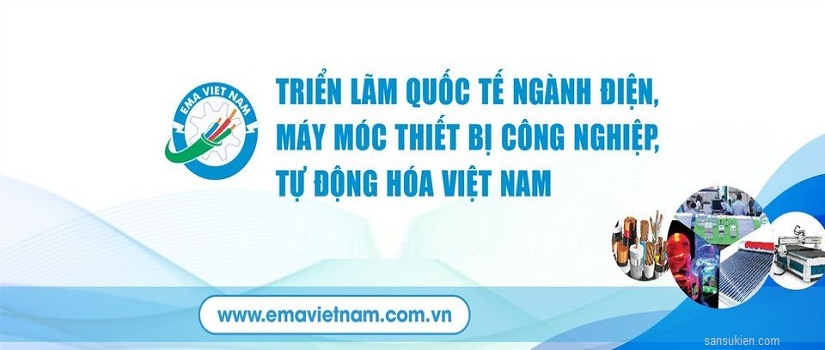 EMA VIET NAM
TRIỂN LÃM QUỐC TẾ NGÀNH ĐIỆN,
MÁY MÓC THIẾT BỊ CÔNG NGHIỆP,
TỰ ĐỘNG HÓA VIỆT NAM
www.emavietnam.com.vn
sansukien.com